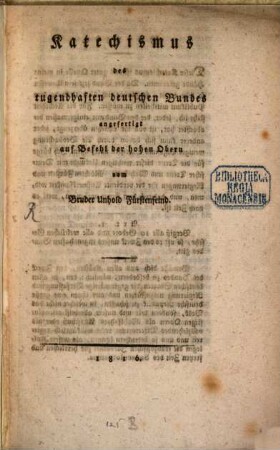 Katechismus
des
tugendhaften deutschen Bundes
angefertigt
auf Befehl der hohen Obern
vom
Bruder Unhold Fürstenfeind.
BIBLIOTHECA
REGIA
MONACENSIS
1816.